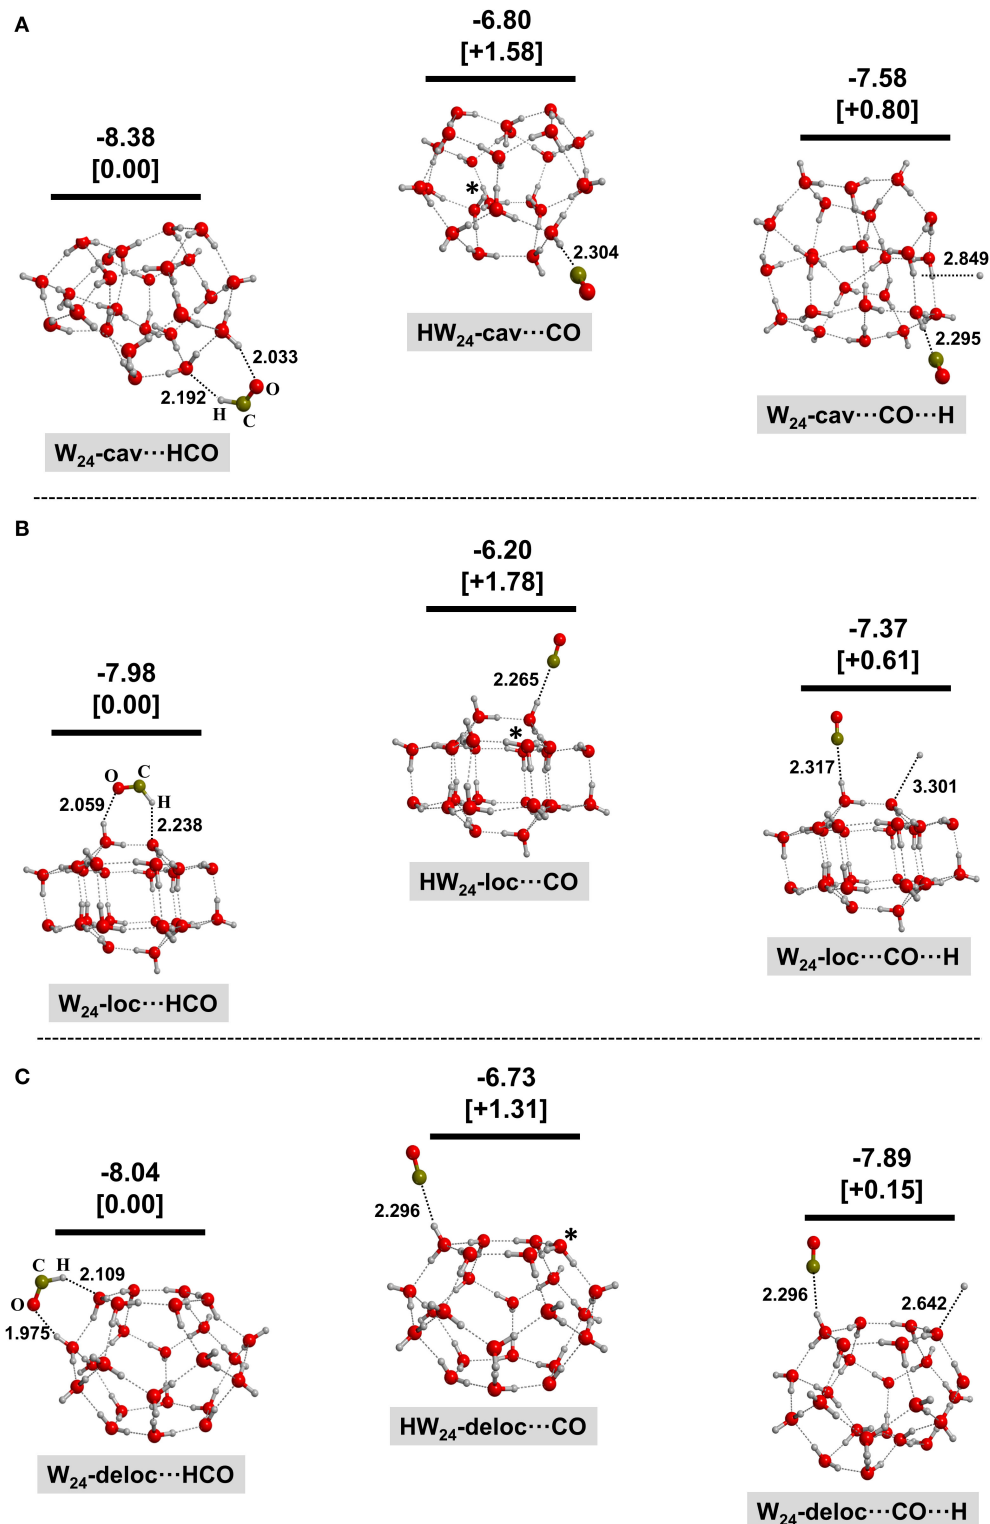 A
-8.38
[0.00]
2.033
2.192
O
H
C
W₂₄-cav···HCO
-6.80
[+1.58]
*
2.304
HW₂₄-cav···CO
-7.58
[+0.80]
2.849
2.295
W₂₄-cav···CO···H
B
-7.98
[0.00]
O
C
H
2.059
2.238
W₂₄-loc···HCO
-6.20
[+1.78]
2.265
*
HW₂₄-loc···CO
-7.37
[+0.61]
2.317
3.301
W₂₄-loc···CO···H
C
-8.04
[0.00]
C H
2.109
O
1.975
W₂₄-deloc···HCO
-6.73
[+1.31]
2.296
*
HW₂₄-deloc···CO
-7.89
[+0.15]
2.296
2.642
W₂₄-deloc···CO···H